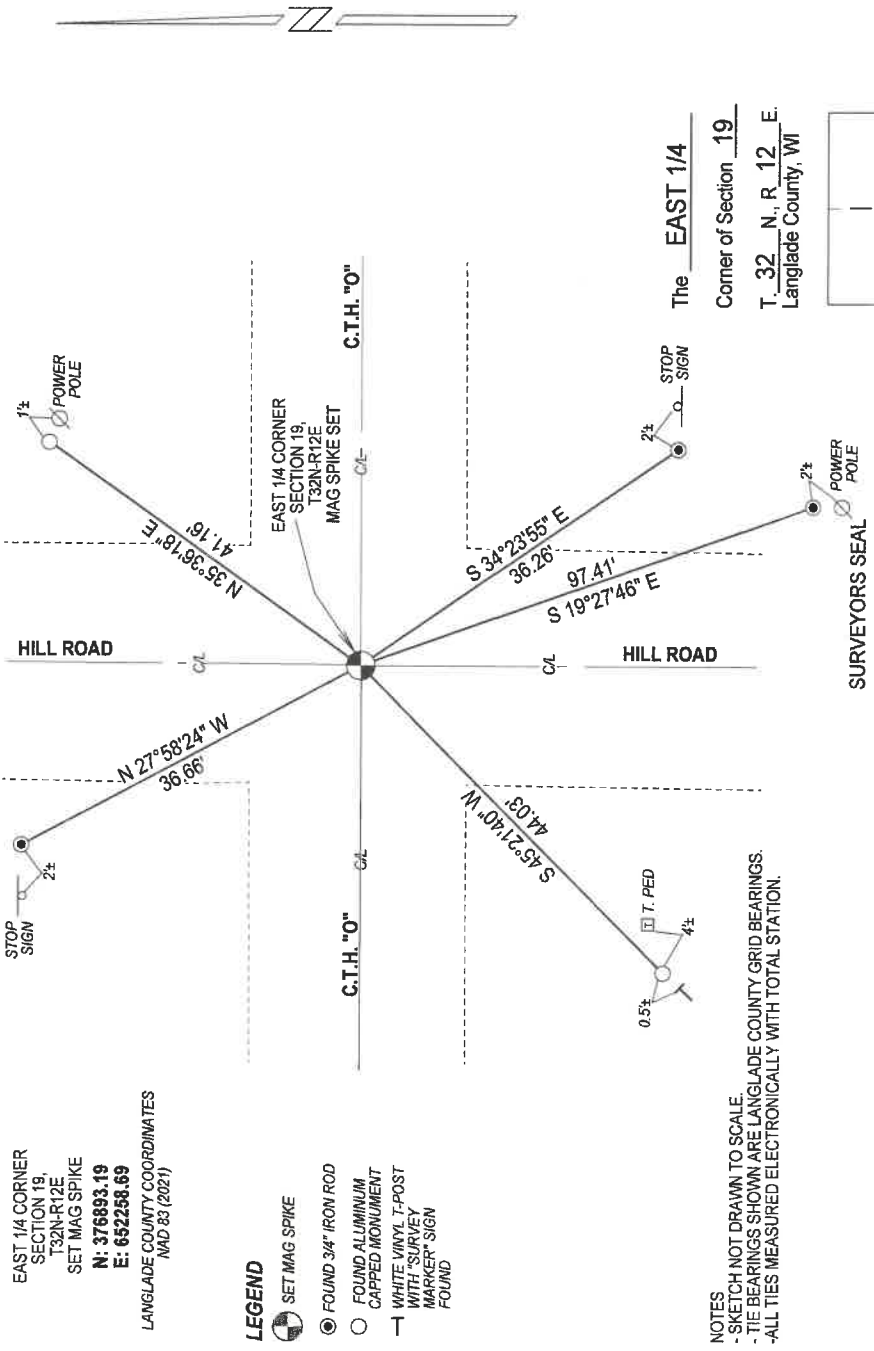 EAST 1/4 CORNER
SECTION 19,
T32N-R12E
SET MAG SPIKE
N: 376893.19
E: 652258.69
LANGLADE COUNTY COORDINATES
NAD 83 (2021)
LEGEND
SET MAG SPIKE
FOUND 3/4" IRON ROD
FOUND ALUMINUM
CAPPED MONUMENT
WHITE VINYL T-POST
WITH "SURVEY
MARKER" SIGN
FOUND
STOP
SIGN
2'±
N 27°58'24" W
36.66'
HILL ROAD
C/L
N 35°36'18" E
41.16'
1'±
POWER
POLE
EAST 1/4 CORNER
SECTION 19,
T32N-R12E
MAG SPIKE SET
C.T.H. "O"
C/L
C/L
C.T.H. "O"
S 45°21'40" W
44.03'
T
T. PED
0.5'±
4'±
C/L
HILL ROAD
S 34°23'55" E
36.26'
2'±
STOP
SIGN
97.41'
S 19°27'46" E
2'±
POWER
POLE
NOTES
- SKETCH NOT DRAWN TO SCALE.
- TIE BEARINGS SHOWN ARE LANGLADE COUNTY GRID BEARINGS.
-ALL TIES MEASURED ELECTRONICALLY WITH TOTAL STATION.
SURVEYORS SEAL
The EAST 1/4
Corner of Section 19
T. 32 N., R 12 E.
Langlade County, WI
N